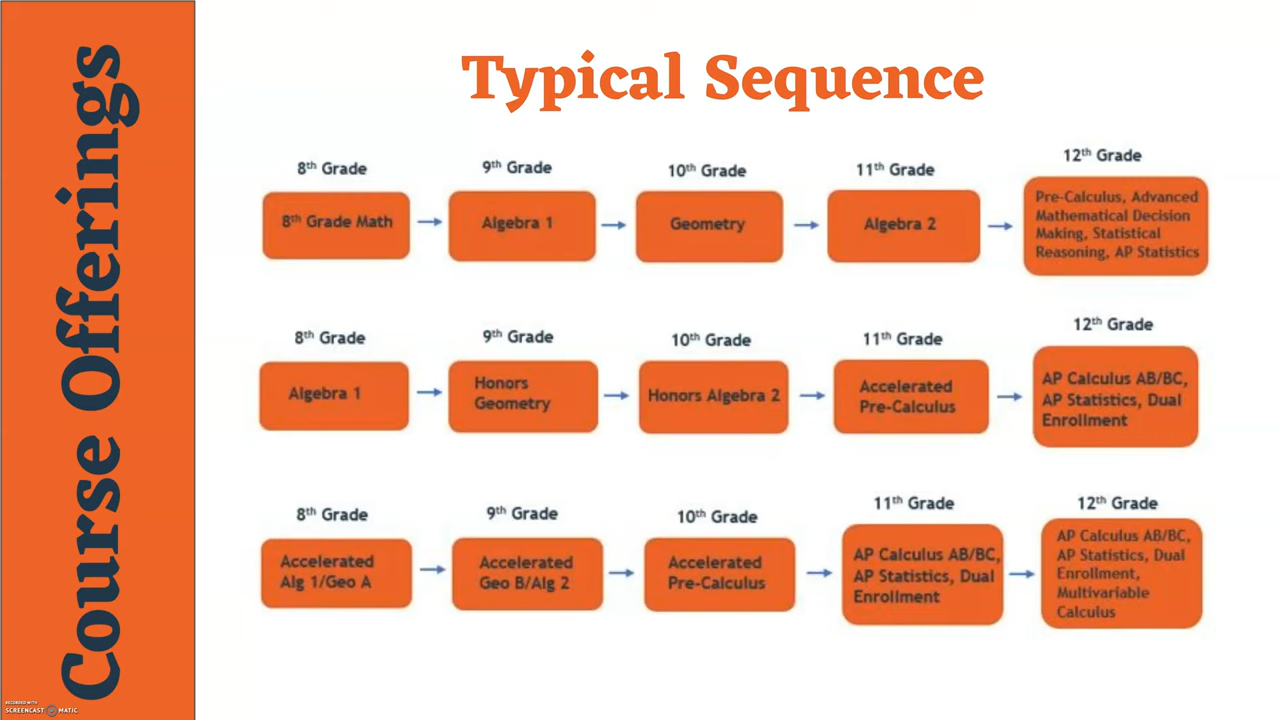 Course Offerings
Typical Sequence
8th Grade
9th Grade
10th Grade
11th Grade
12th Grade
8th Grade Math
Algebra 1
Geometry
Algebra 2
Pre-Calculus, Advanced
Mathematical Decision
Making, Statistical
Reasoning, AP Statistics
8th Grade
9th Grade
10th Grade
11th Grade
12th Grade
Algebra 1
Honors
Geometry
Honors Algebra 2
Accelerated
Pre-Calculus
AP Calculus AB/BC,
AP Statistics, Dual
Enrollment
8th Grade
9th Grade
10th Grade
11th Grade
12th Grade
Accelerated
Alg 1/Geo A
Accelerated
Geo B/Alg 2
Accelerated
Pre-Calculus
AP Calculus AB/BC,
AP Statistics, Dual
Enrollment
AP Calculus AB/BC,
AP Statistics, Dual
Enrollment,
Multivariable
Calculus
RECORDED WITH
SCREENCAST MATIC